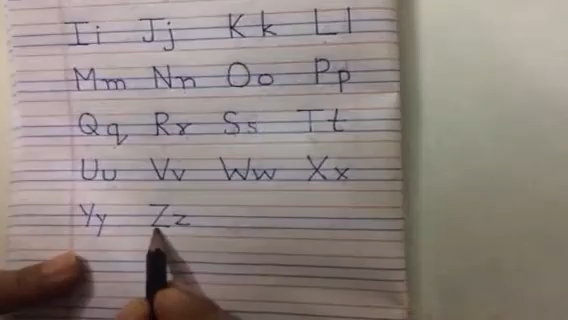 Ii Jj Kk Ll
Mm Nn Oo Pp
Qq Rr Ss Tt
Uu Vv Ww Xx
Yy Zz